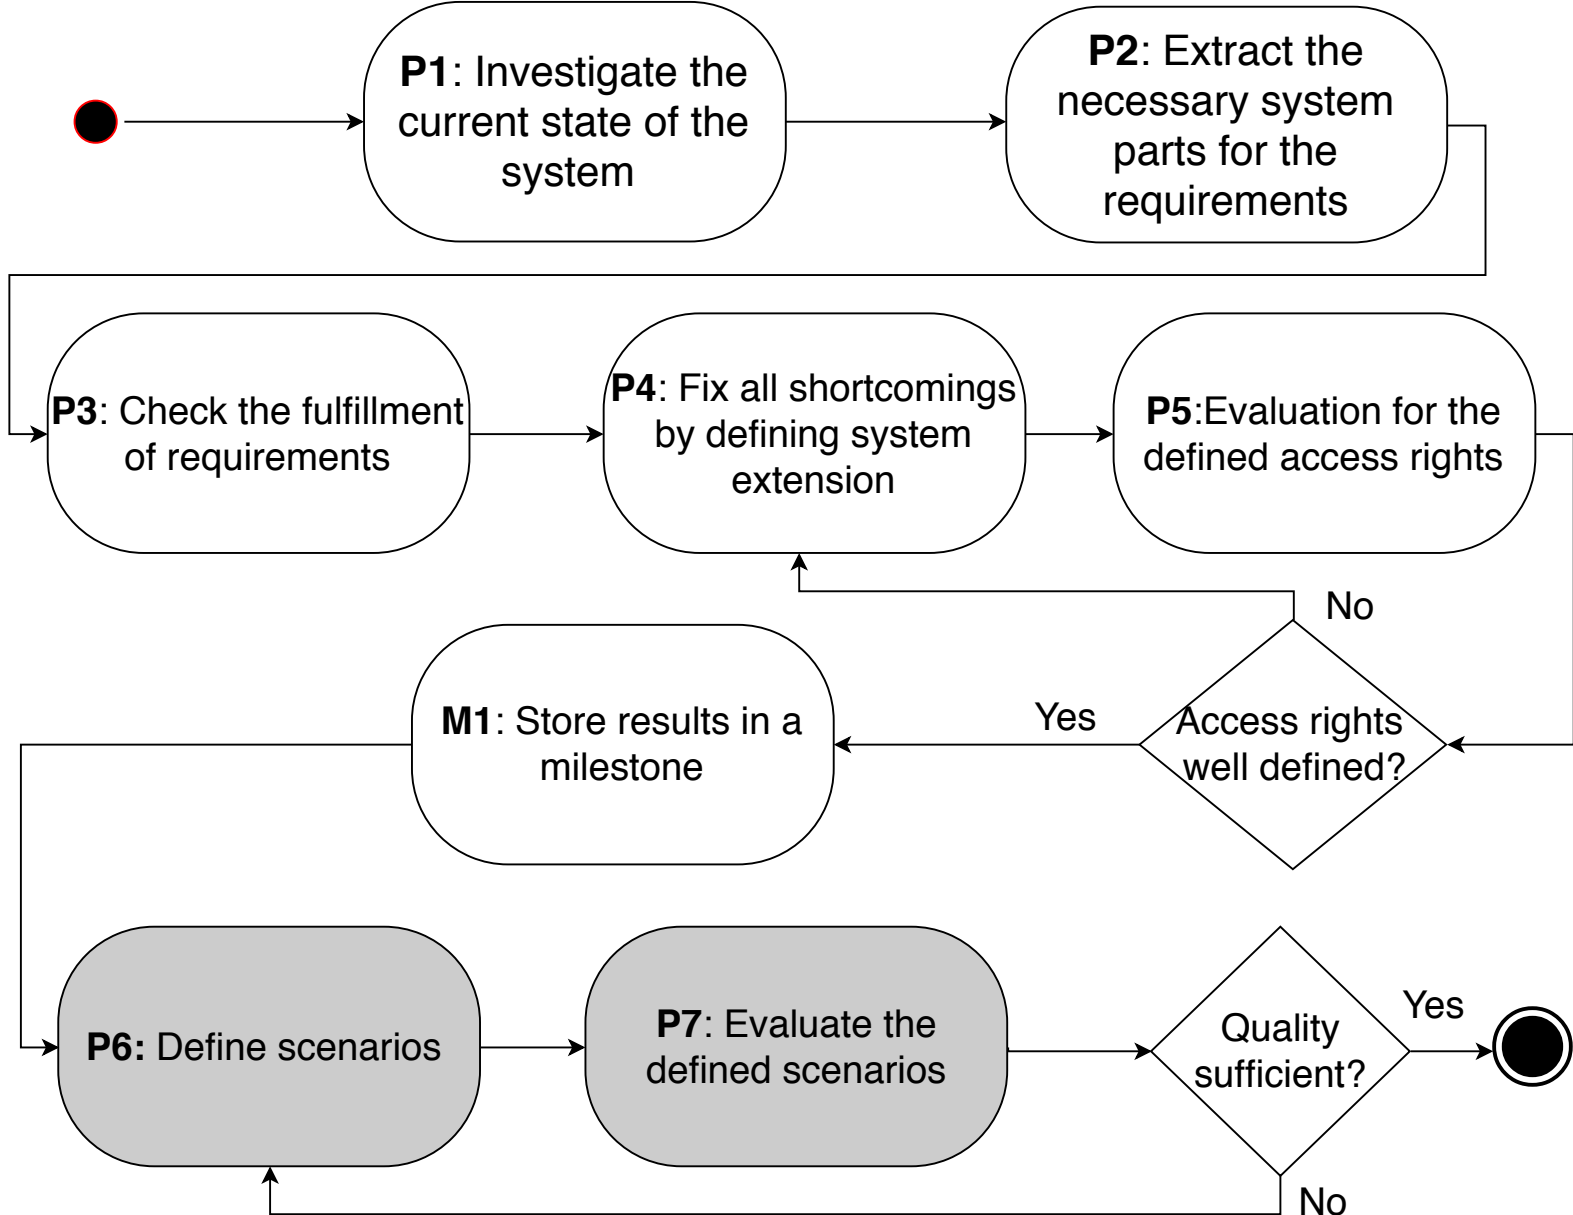 P1: Investigate the
current state of the
system
P2: Extract the
necessary system
parts for the
requirements
P3: Check the fulfillment
of requirements
P4: Fix all shortcomings
by defining system
extension
P5:Evaluation for the
defined access rights
No
Access rights
well defined?
Yes
M1: Store results in a
milestone
P6: Define scenarios
P7: Evaluate the
defined scenarios
Quality
sufficient?
Yes
No